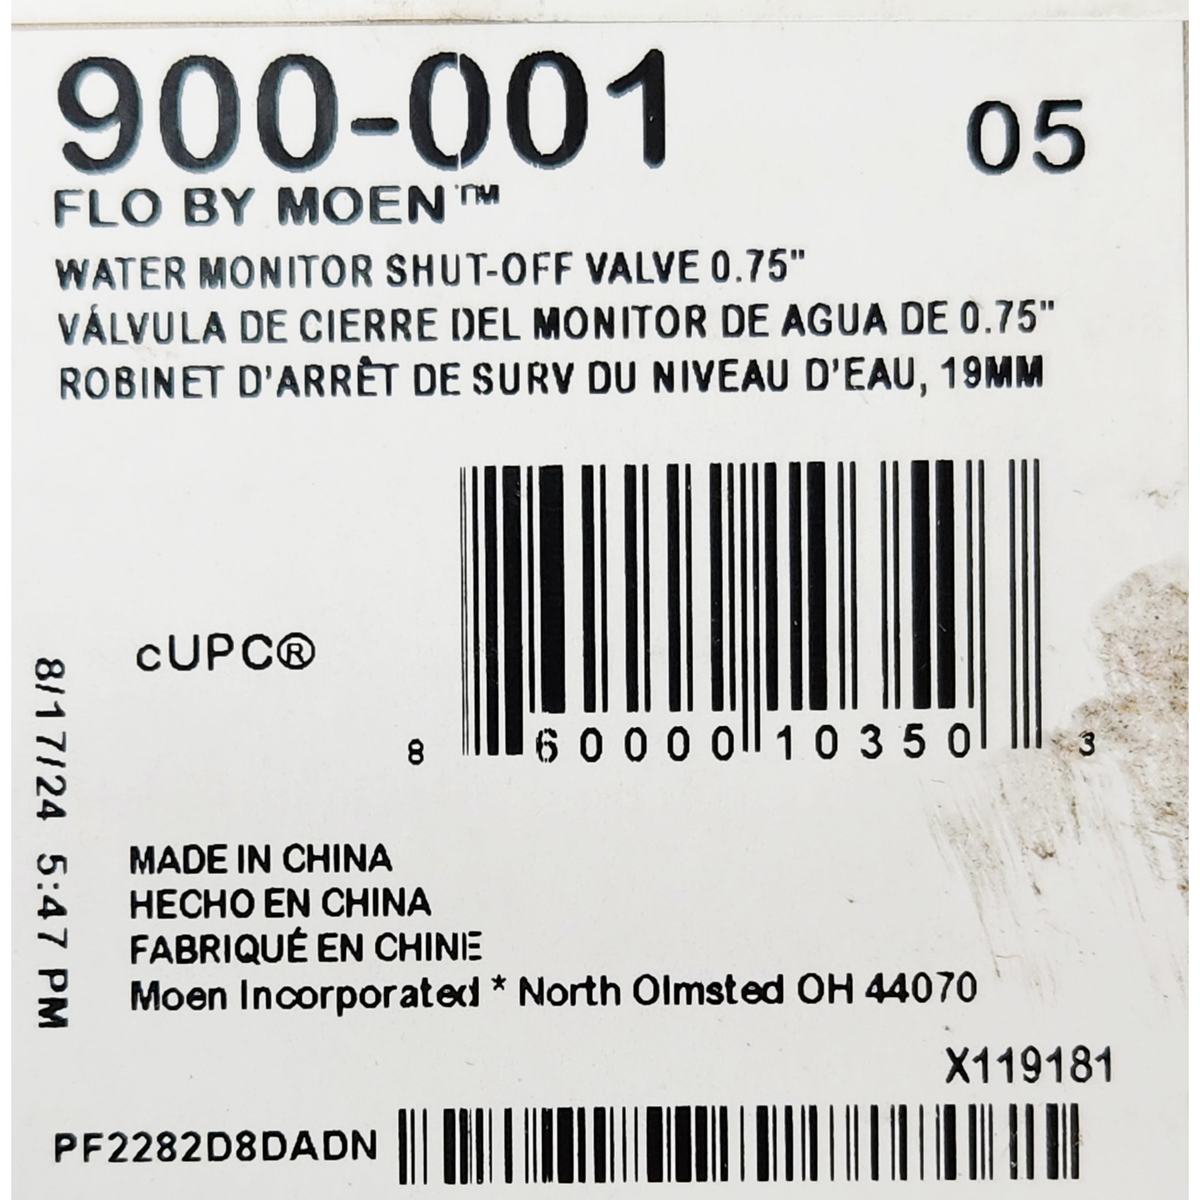 900-001
05
FLO BY MOEN™
WATER MONITOR SHUT-OFF VALVE 0.75"
VÁLVULA DE CIERRE DEL MONITOR DE AGUA DE 0.75"
ROBINET D'ARRÊT DE SURV DU NIVEAU D'EAU, 19MM
cUPC®
8 60000 10350 3
8/17/24 5:47 PM
MADE IN CHINA
HECHO EN CHINA
FABRIQUÉ EN CHINE
Moen Incorporated * North Olmsted OH 44070
X119181
PF2282D8DADN